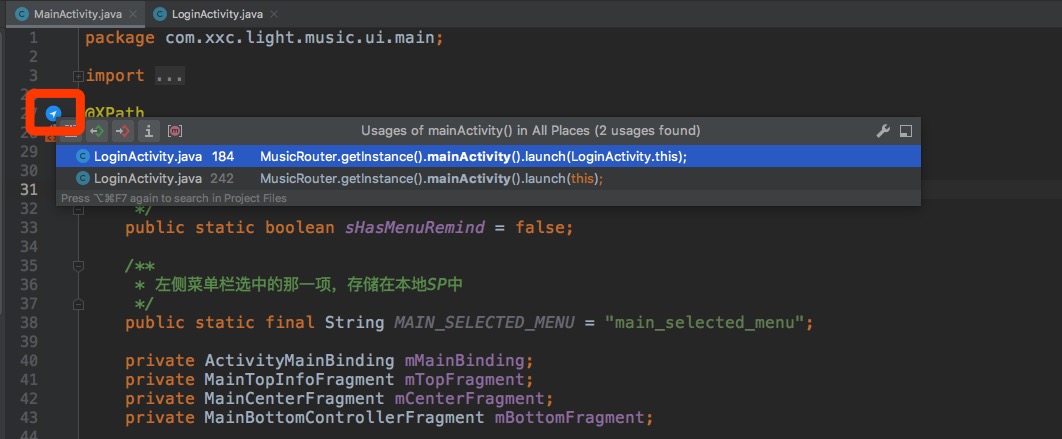 MainActivity.java × LoginActivity.java ×
1 package com.xxc.light.music.ui.main;
2
3 import ...
@XPath
Usages of mainActivity() in All Places (2 usages found)
LoginActivity.java 184 MusicRouter.getInstance().mainActivity().launch(LoginActivity.this);
LoginActivity.java 242 MusicRouter.getInstance().mainActivity().launch(this);
Press ⌥⌘F7 again to search in Project Files
29
30
31
32 */
33 public static boolean sHasMenuRemind = false;
34
35 /**
36 * 左侧菜单栏选中的那一项，存储在本地SP中
37 */
38 public static final String MAIN_SELECTED_MENU = "main_selected_menu";
39
40 private ActivityMainBinding mMainBinding;
41 private MainTopInfoFragment mTopFragment;
42 private MainCenterFragment mCenterFragment;
43 private MainBottomControllerFragment mBottomFragment;